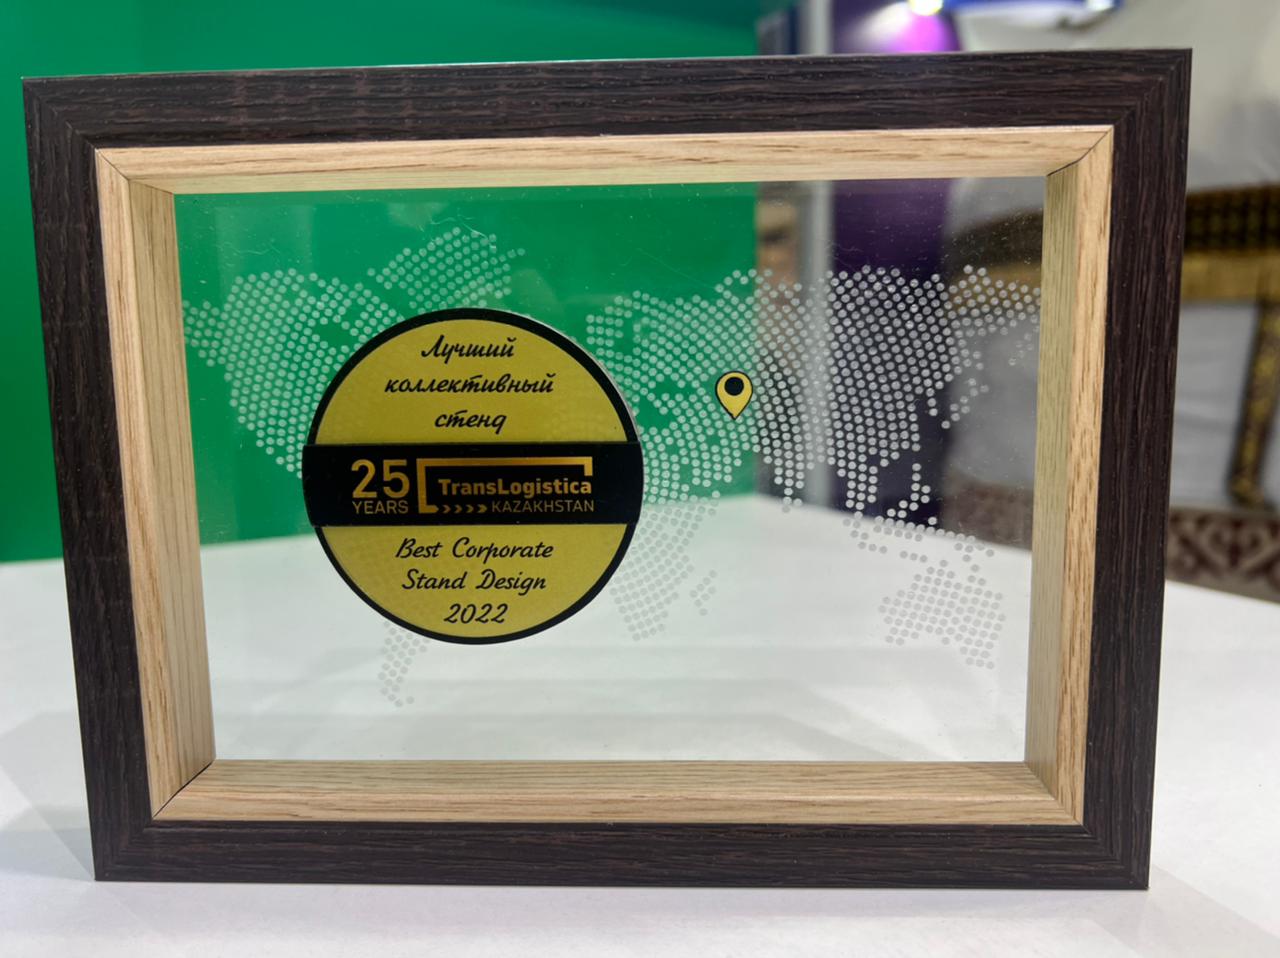 Лучший
коллективный
стенд
25 YEARS
TransLogistica
KAZAKHSTAN
Best Corporate
Stand Design
2022